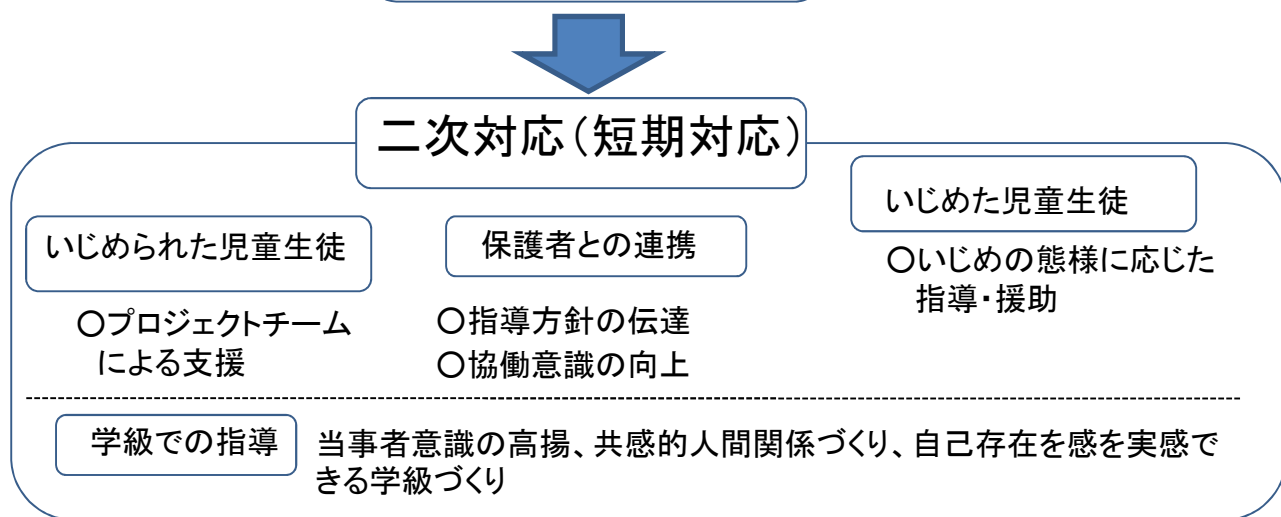 二次対応(短期対応)
いじめられた児童生徒
〇プロジェクトチーム
による支援
保護者との連携
〇指導方針の伝達
〇協働意識の向上
いじめた児童生徒
〇いじめの態様に応じた
指導・援助
学級での指導
当事者意識の高揚、共感的人間関係づくり、自己存在を感を実感で
きる学級づくり